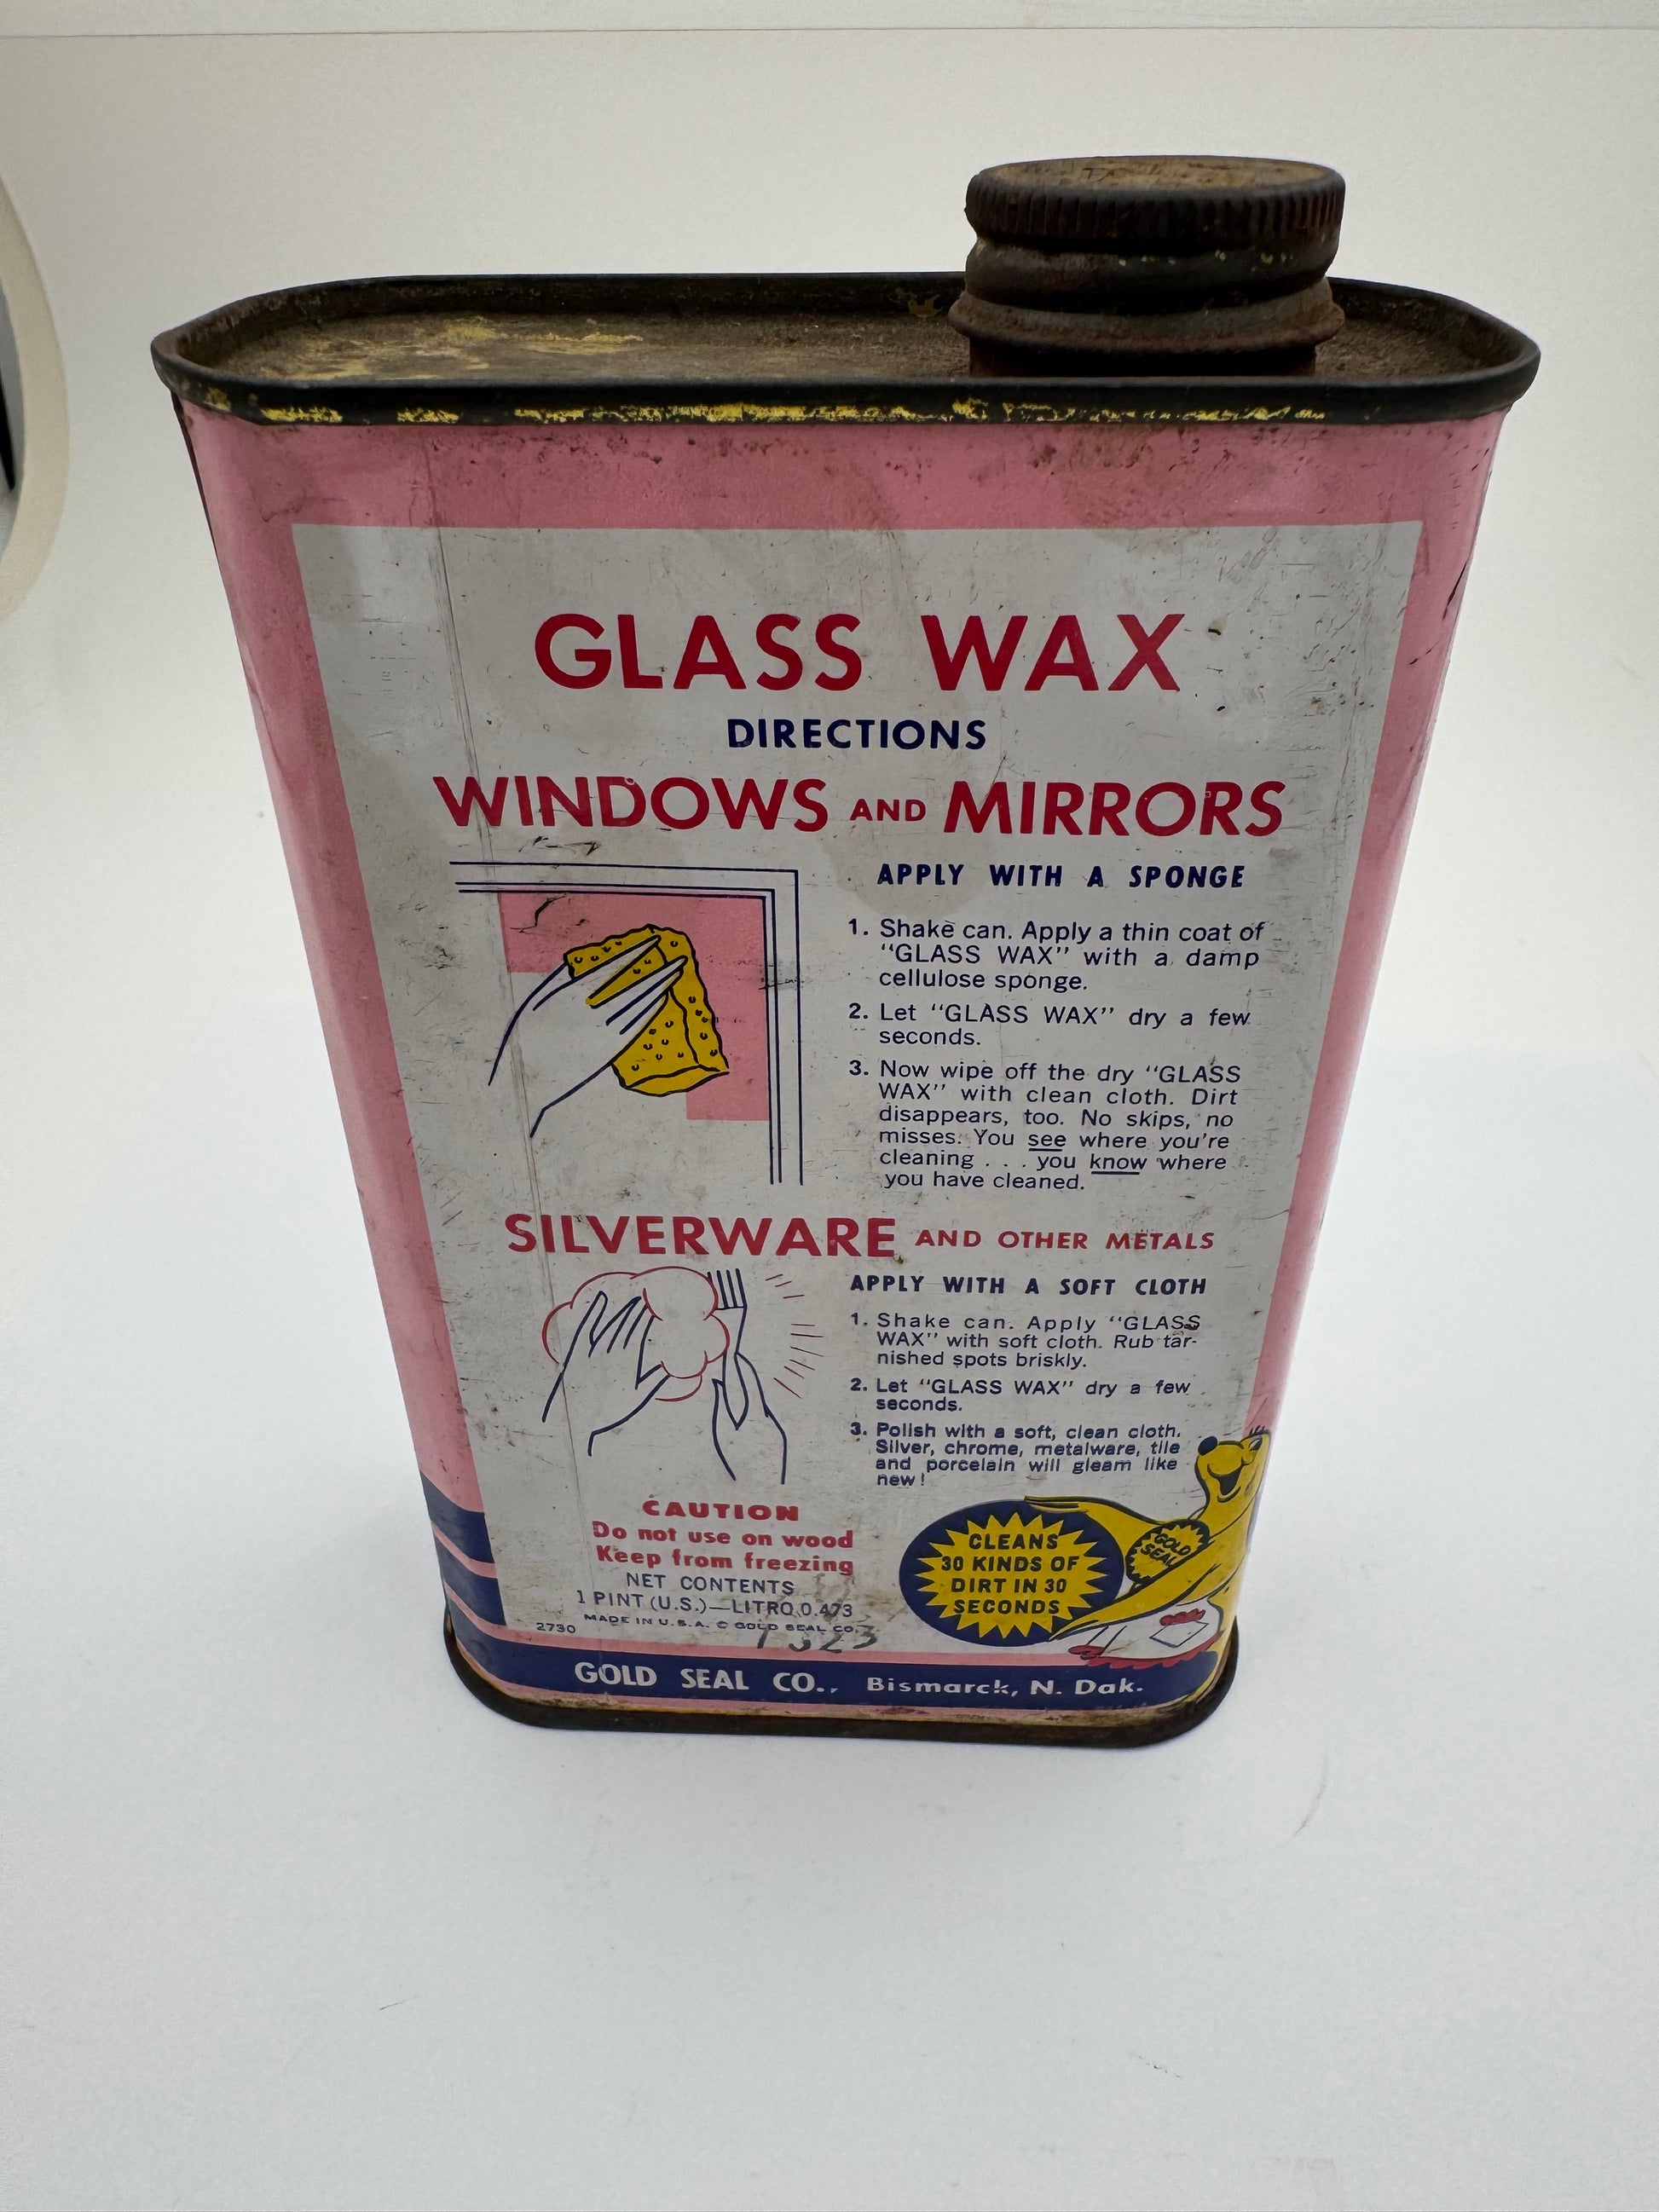 GLASS WAX
DIRECTIONS
WINDOWS AND MIRRORS
APPLY WITH A SPONGE
1. Shake can. Apply a thin coat of
"GLASS WAX" with a damp
cellulose sponge.
2. Let "GLASS WAX" dry a few
seconds.
3. Now wipe off the dry "GLASS
WAX" with clean cloth. Dirt
disappears, too. No skips, no
misses. You see where you're
cleaning . . . you know where
you have cleaned.
SILVERWARE AND OTHER METALS
APPLY WITH A SOFT CLOTH
1. Shake can. Apply "GLASS
WAX" with soft cloth. Rub tar-
nished spots briskly.
2. Let "GLASS WAX" dry a few
seconds.
3. Polish with a soft, clean cloth.
Silver, chrome, metalware, tile
and porcelain will gleam like
new!
CAUTION
Do not use on wood
Keep from freezing
NET CONTENTS
1 PINT (U.S.)—LITRO 0.473
MADE IN U.S.A. © GOLD SEAL CO.
2730
CLEANS
30 KINDS OF
DIRT IN 30
SECONDS
GOLD
SEAL
GOLD SEAL CO., Bismarck, N. Dak.